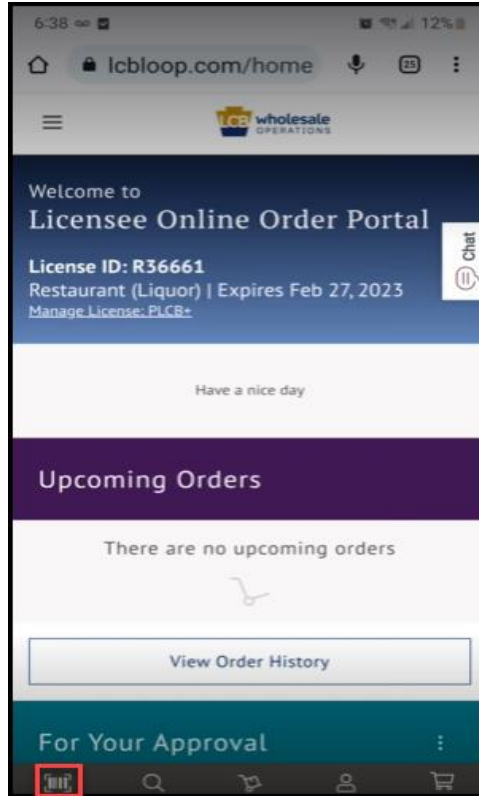 6:38
12%
lcbloop.com/home
25
LCB wholesale
OPERATIONS
Welcome to
Licensee Online Order Portal
Chat
License ID: R36661
Restaurant (Liquor) | Expires Feb 27, 2023
Manage License: PLCB+
Have a nice day
Upcoming Orders
There are no upcoming orders
View Order History
For Your Approval